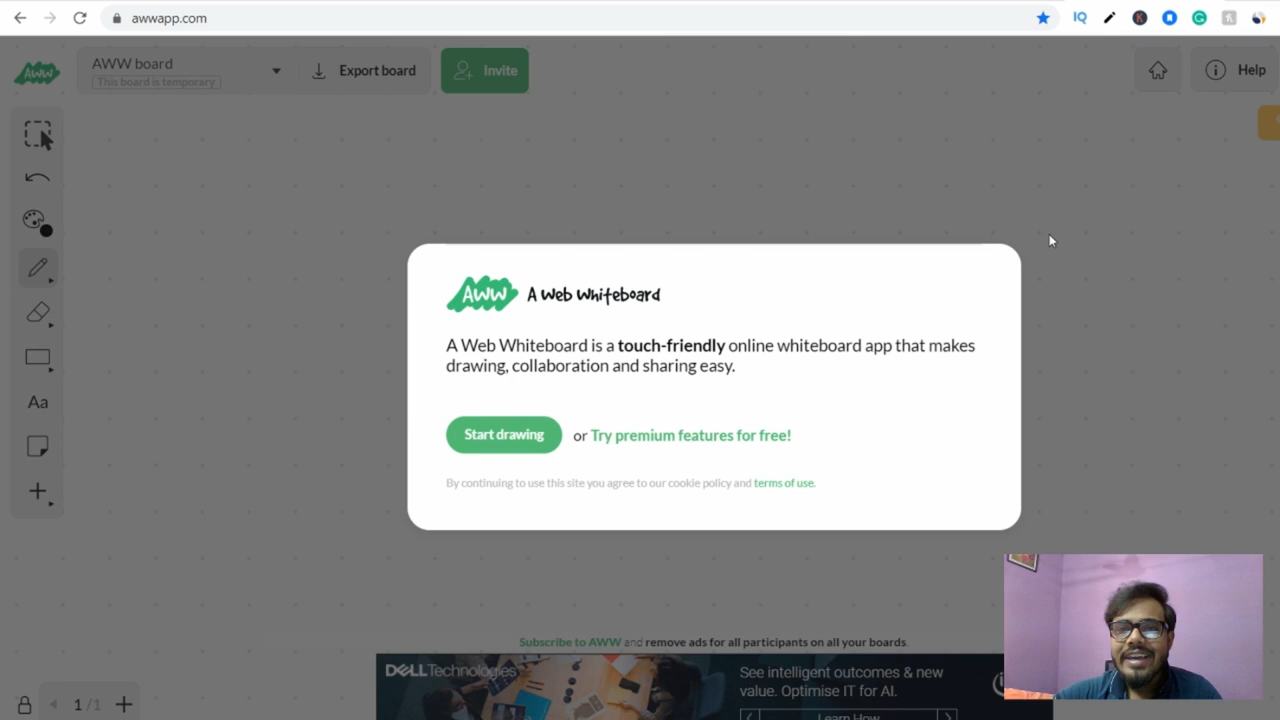 awwapp.com
IQ
AWW
AWW board
This board is temporary
Export board
Invite
Help
Aa
AWW A Web Whiteboard
A Web Whiteboard is a touch-friendly online whiteboard app that makes
drawing, collaboration and sharing easy.
Start drawing or Try premium features for free!
By continuing to use this site you agree to our cookie policy and terms of use.
Subscribe to AWW and remove ads for all participants on all your boards.
DELL Technologies
See intelligent outcomes & new
value. Optimise IT for AI.
Learn How
1/1